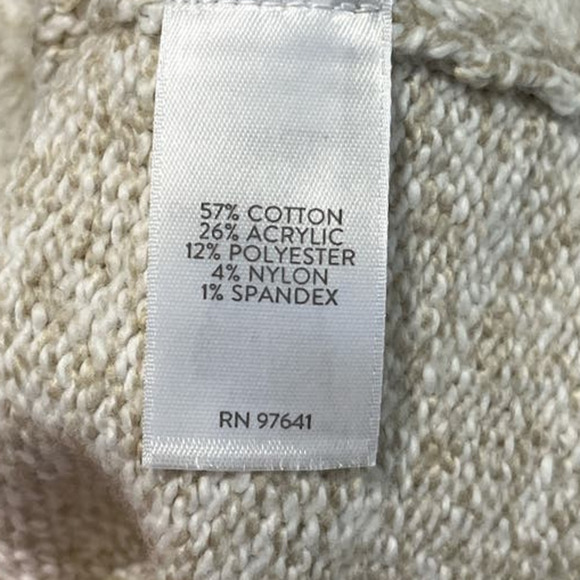 57% COTTON
26% ACRYLIC
12% POLYESTER
4% NYLON
1% SPANDEX
RN 97641